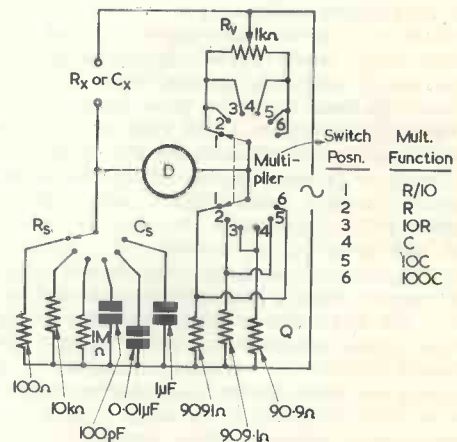 Rv
1kΩ
Rx or Cx
3 4 5
2 6
1
D
Multi-
plier
Switch Mult.
Posn. Function
1 R/10
2 R
3 10R
4 C
5 10C
6 100C
1
2
3 4 5
6
Rs
Cs
1M
Ω
1μF
Q
100Ω
10kΩ
100pF
0·01μF
9091Ω
909·1Ω
90·9Ω